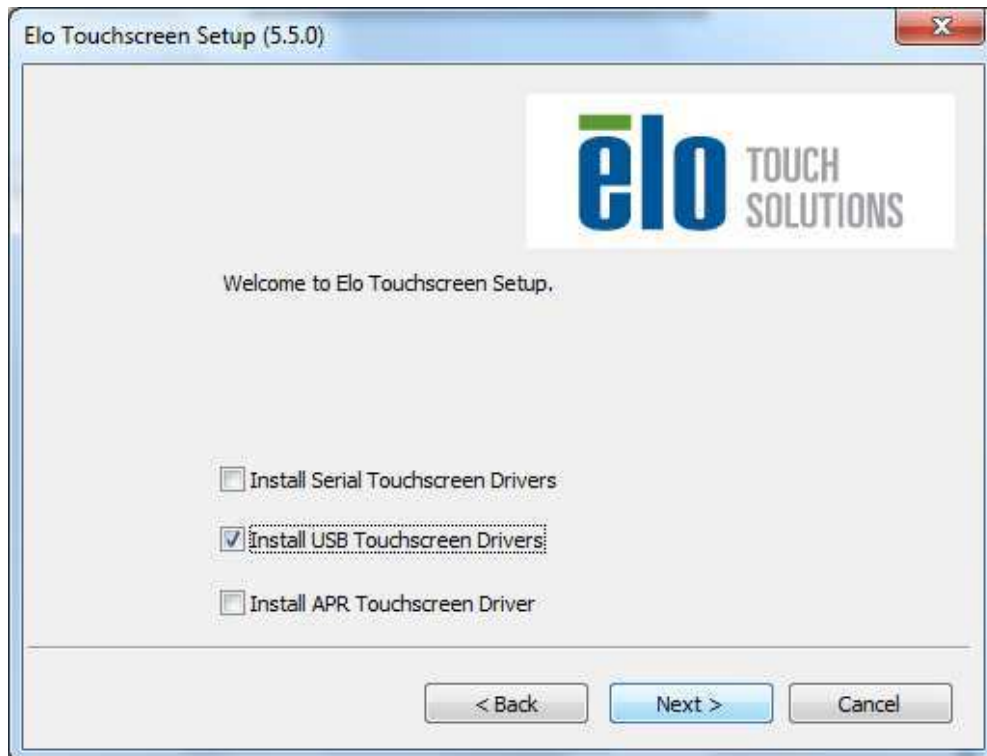 Elo Touchscreen Setup (5.5.0)
elo TOUCH
SOLUTIONS
Welcome to Elo Touchscreen Setup.
Install Serial Touchscreen Drivers
Install USB Touchscreen Drivers
Install APR Touchscreen Driver
< Back Next > Cancel